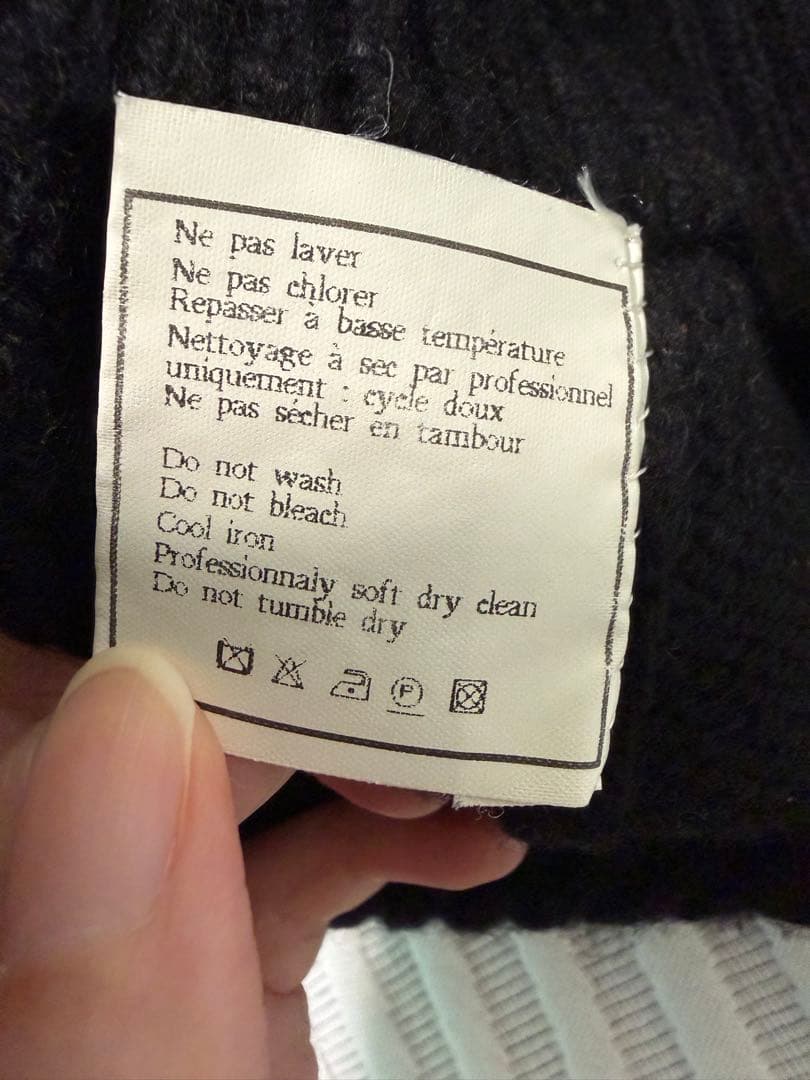 Ne pas laver
Ne pas chlorer
Repasser à basse température
Nettoyage à sec par professionnel
uniquement : cycle doux
Ne pas sécher en tambour
Do not wash
Do not bleach
Cool iron
Professionnaly soft dry clean
Do not tumble dry
P